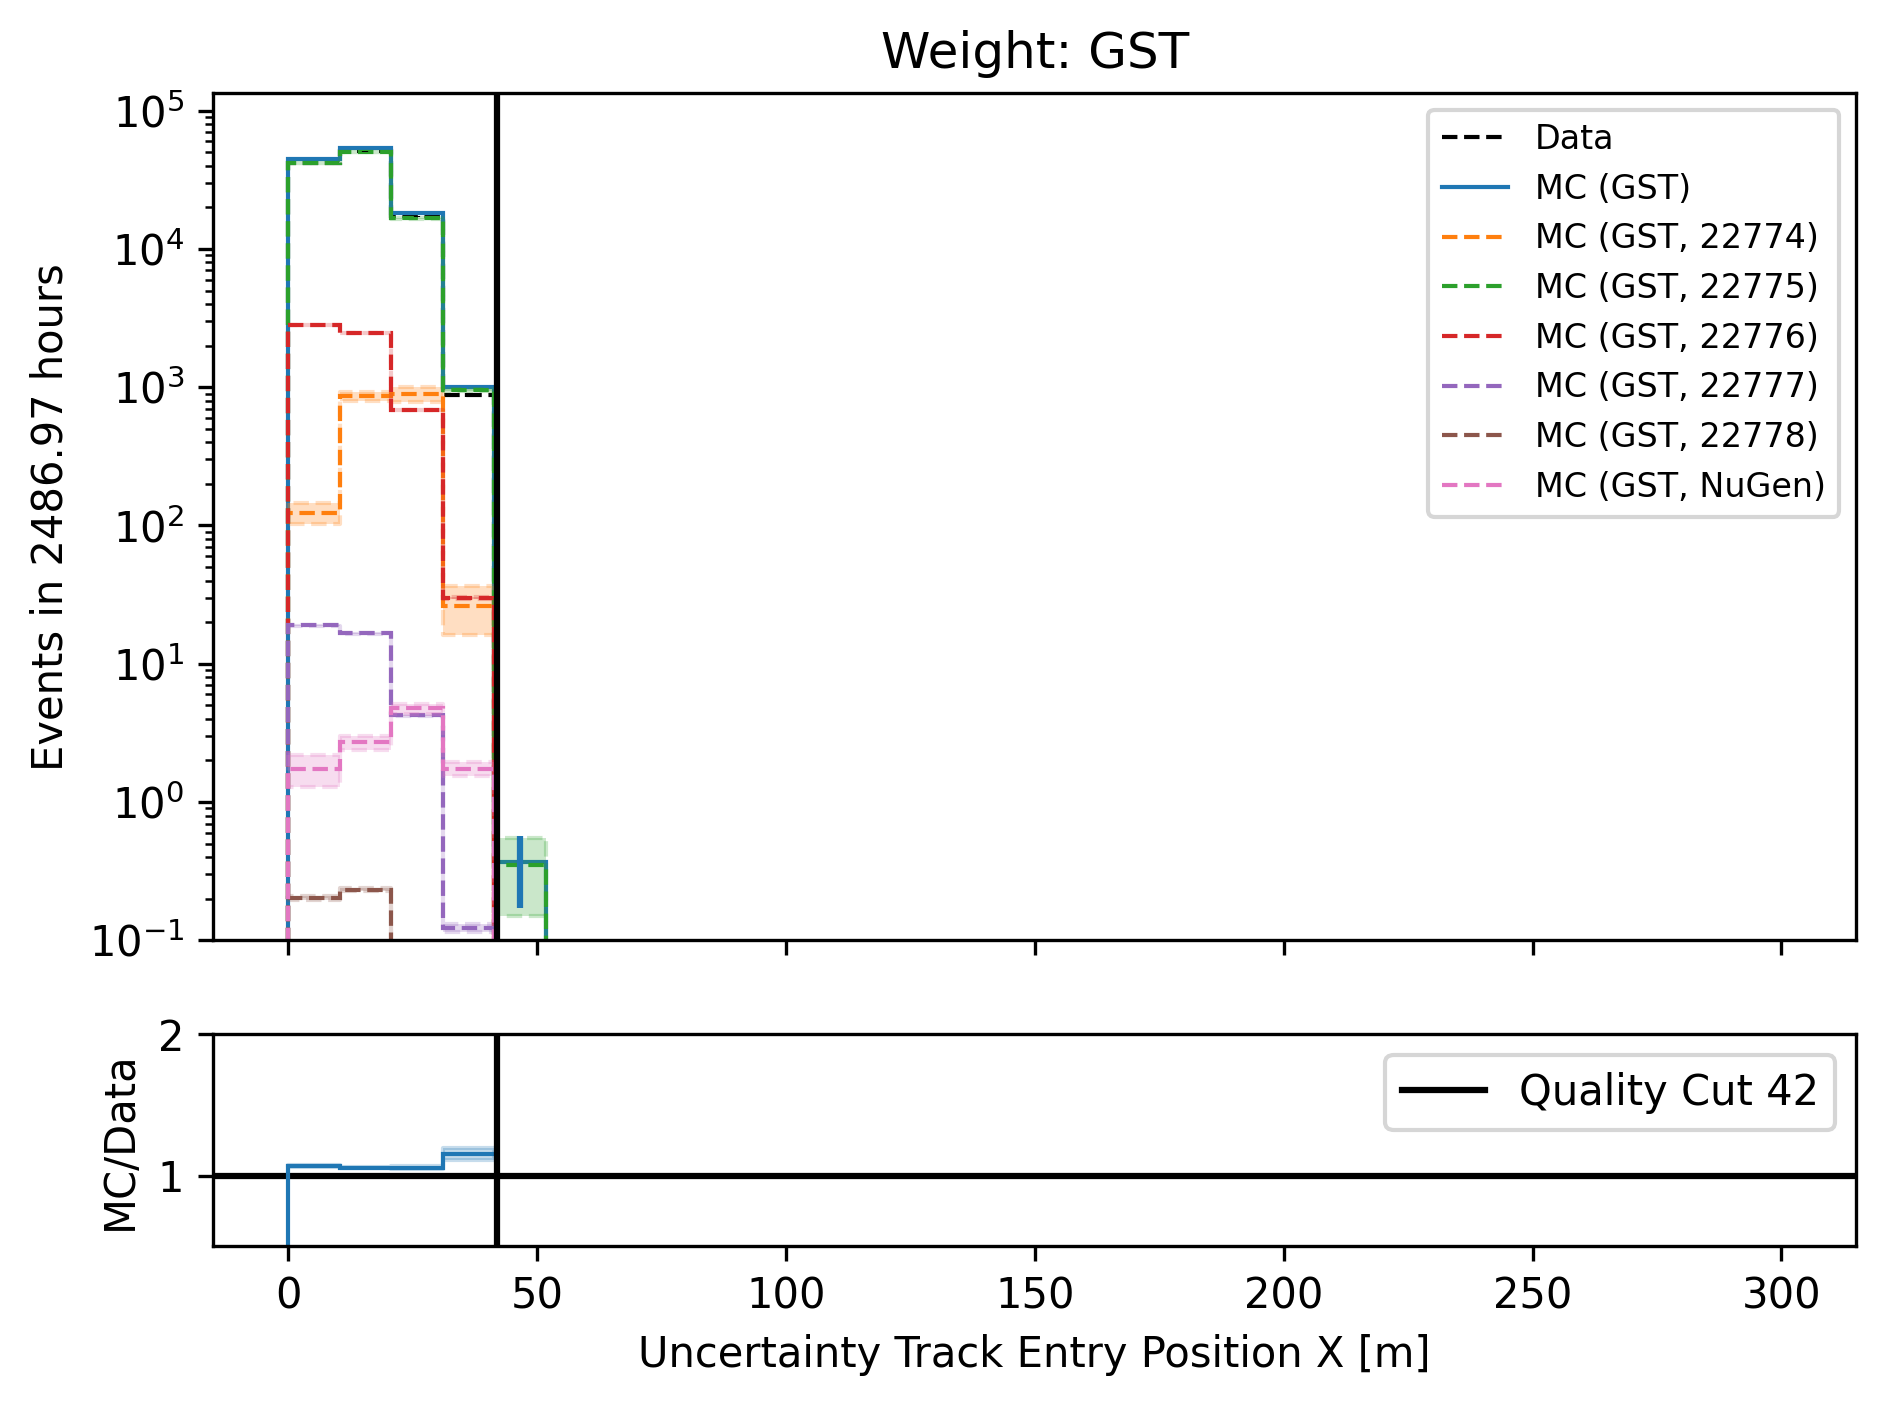 Weight: GST
10^5
10^4
10^3
10^2
10^1
10^0
10^−1
Events in 2486.97 hours
Data
MC (GST)
MC (GST, 22774)
MC (GST, 22775)
MC (GST, 22776)
MC (GST, 22777)
MC (GST, 22778)
MC (GST, NuGen)
2
1
MC/Data
Quality Cut 42
0 50 100 150 200 250 300
Uncertainty Track Entry Position X [m]